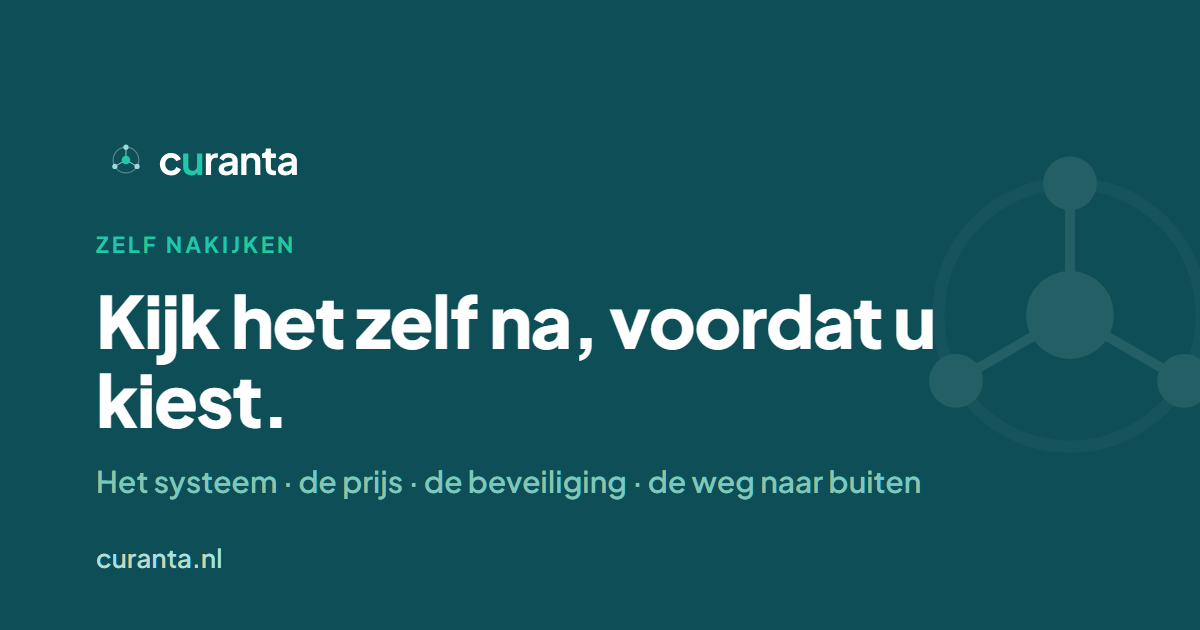 curanta
ZELF NAKIJKEN
Kijk het zelf na, voordat u
kiest.
Het systeem · de prijs · de beveiliging · de weg naar buiten
curanta.nl